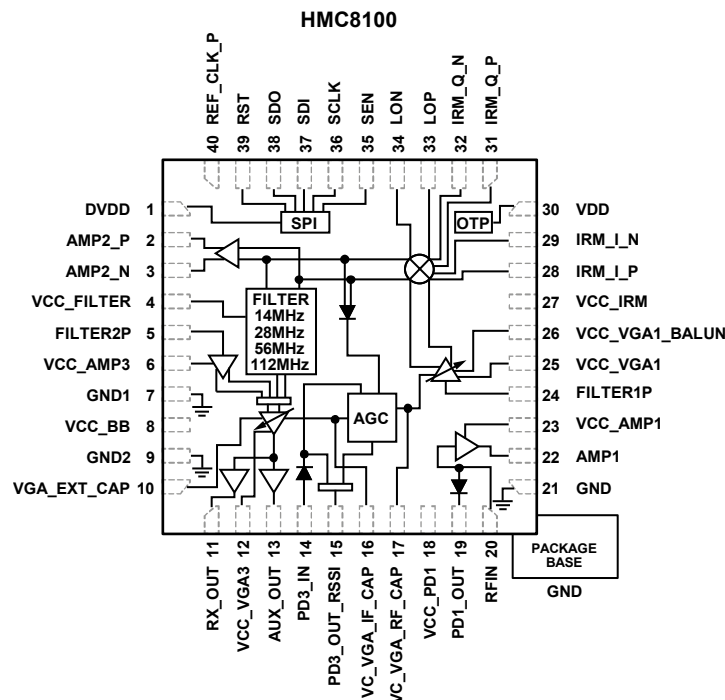 HMC8100
40 REF_CLK_P
39 RST
38 SDO
37 SDI
36 SCLK
35 SEN
34 LON
33 LOP
32 IRM_Q_N
31 IRM_Q_P
DVDD 1
AMP2_P 2
AMP2_N 3
VCC_FILTER 4
FILTER2P 5
VCC_AMP3 6
GND1 7
VCC_BB 8
GND2 9
VGA_EXT_CAP 10
SPI
OTP
FILTER
14MHz
28MHz
56MHz
112MHz
AGC
30 VDD
29 IRM_I_N
28 IRM_I_P
27 VCC_IRM
26 VCC_VGA1_BALUN
25 VCC_VGA1
24 FILTER1P
23 VCC_AMP1
22 AMP1
21 GND
RX_OUT 11
VCC_VGA3 12
AUX_OUT 13
PD3_IN 14
PD3_OUT_RSSI 15
VC_VGA_IF_CAP 16
VC_VGA_RF_CAP 17
VCC_PD1 18
PD1_OUT 19
RFIN 20
PACKAGE
BASE
GND